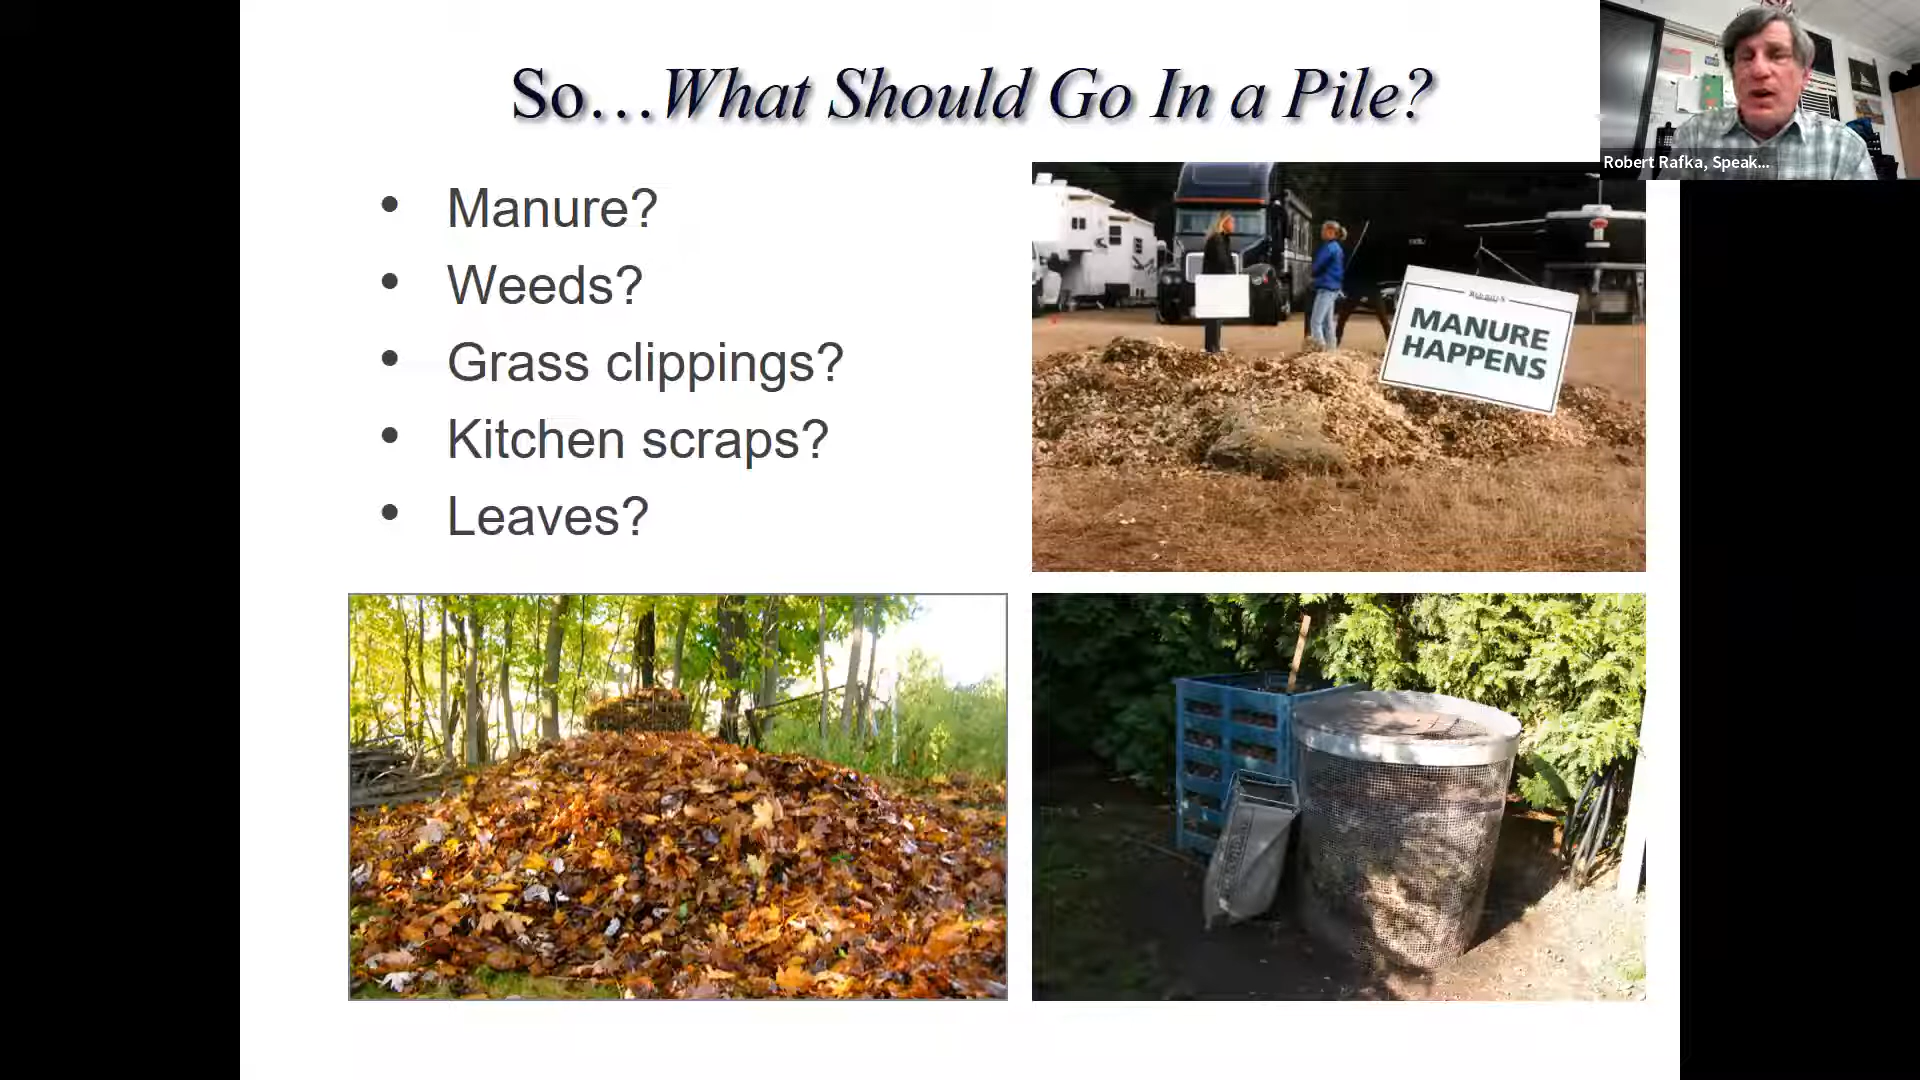 So…What Should Go In a Pile?
Robert Rafka, Speak...
• Manure?
• Weeds?
• Grass clippings?
• Kitchen scraps?
• Leaves?
MANURE
HAPPENS